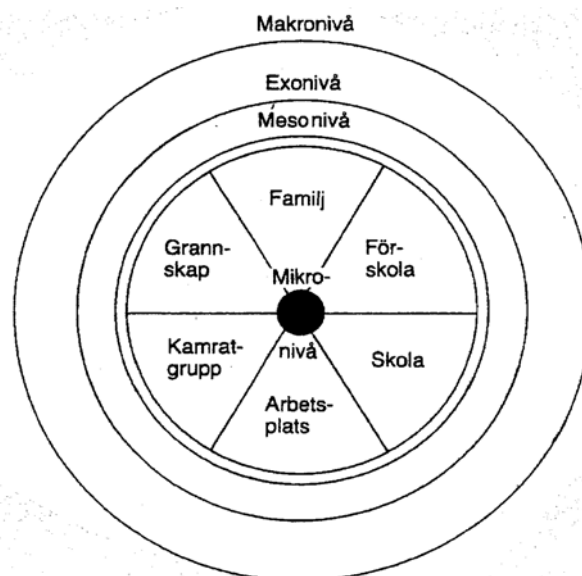 Makronivå
Exonivå
Mesonivå
Familj
Grann-
skap
För-
skola
Mikro-
nivå
Kamrat-
grupp
Skola
Arbets-
plats